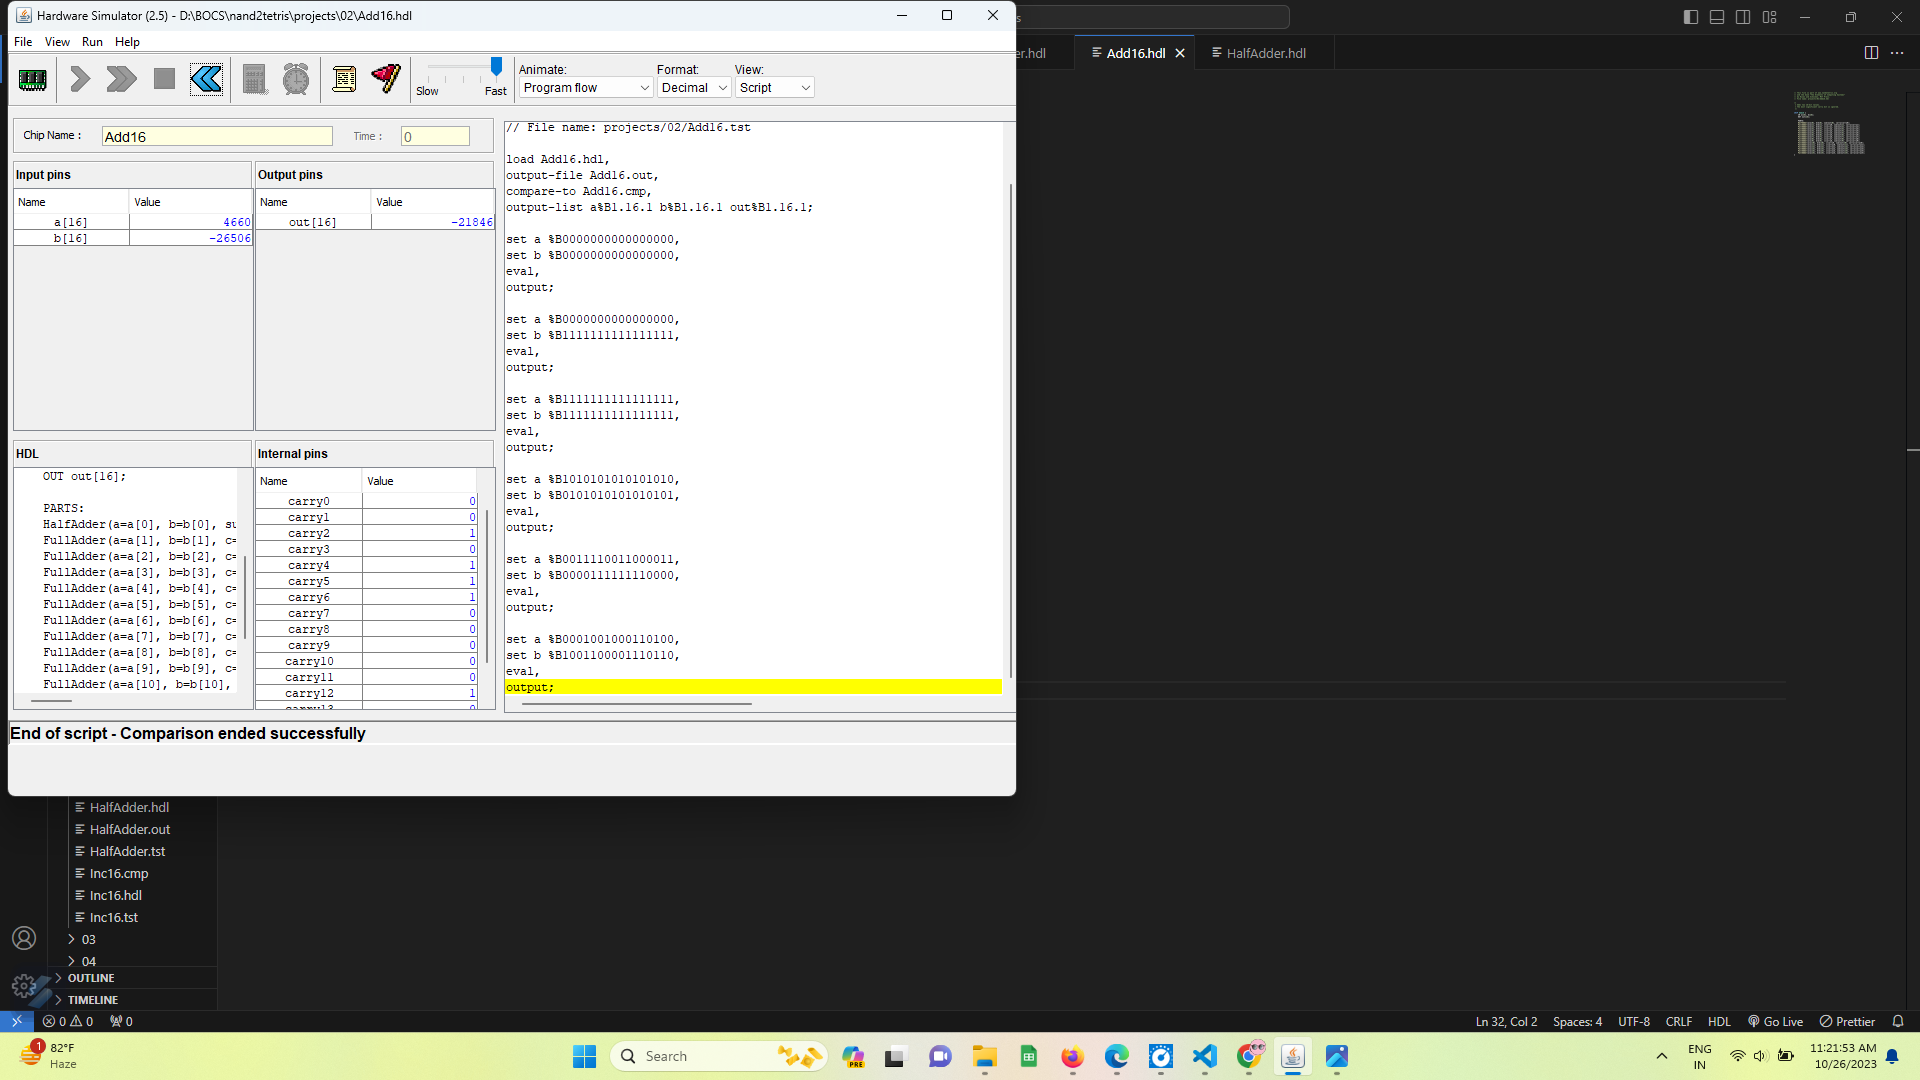 Hardware Simulator (2.5) - D:\BOCS\nand2tetris\projects\02\Add16.hdl
File View Run Help
Slow Fast
Animate:
Program flow
Format:
Decimal
View:
Script
Chip Name :
Add16
Time :
0
Input pins
Name Value
a[16] 4660
b[16] -26506
Output pins
Name Value
out[16] -21846
HDL
OUT out[16];
PARTS:
HalfAdder(a=a[0], b=b[0], su
FullAdder(a=a[1], b=b[1], c=
FullAdder(a=a[2], b=b[2], c=
FullAdder(a=a[3], b=b[3], c=
FullAdder(a=a[4], b=b[4], c=
FullAdder(a=a[5], b=b[5], c=
FullAdder(a=a[6], b=b[6], c=
FullAdder(a=a[7], b=b[7], c=
FullAdder(a=a[8], b=b[8], c=
FullAdder(a=a[9], b=b[9], c=
FullAdder(a=a[10], b=b[10],
Internal pins
Name Value
carry0 0
carry1 0
carry2 1
carry3 0
carry4 1
carry5 1
carry6 1
carry7 0
carry8 0
carry9 0
carry10 0
carry11 0
carry12 1
carry13 0
// File name: projects/02/Add16.tst
load Add16.hdl,
output-file Add16.out,
compare-to Add16.cmp,
output-list a%B1.16.1 b%B1.16.1 out%B1.16.1;
set a %B0000000000000000,
set b %B0000000000000000,
eval,
output;
set a %B0000000000000000,
set b %B1111111111111111,
eval,
output;
set a %B1111111111111111,
set b %B1111111111111111,
eval,
output;
set a %B1010101010101010,
set b %B0101010101010101,
eval,
output;
set a %B0011110011000011,
set b %B0000111111110000,
eval,
output;
set a %B0001001000110100,
set b %B1001100001110110,
eval,
output;
End of script - Comparison ended successfully
s
er.hdl
Add16.hdl
HalfAdder.hdl
HalfAdder.hdl
HalfAdder.out
HalfAdder.tst
Inc16.cmp
Inc16.hdl
Inc16.tst
03
04
OUTLINE
TIMELINE
0 0 0
Ln 32, Col 2 Spaces: 4 UTF-8 CRLF HDL Go Live Prettier
1
82°F
Haze
Search
PRE
ENG
IN
11:21:53 AM
10/26/2023